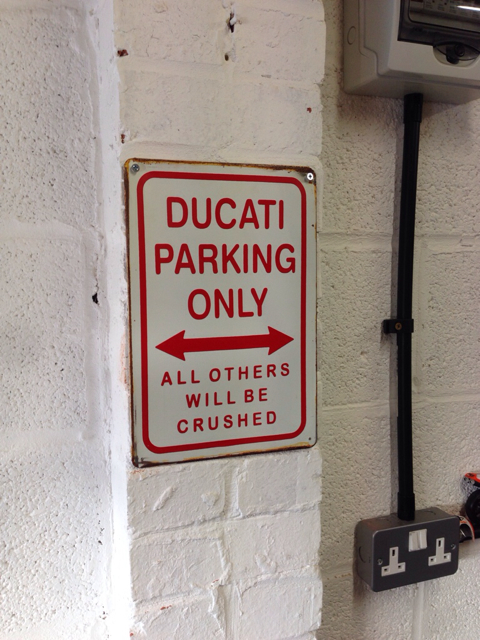 DUCATI
PARKING
ONLY
ALL OTHERS
WILL BE
CRUSHED